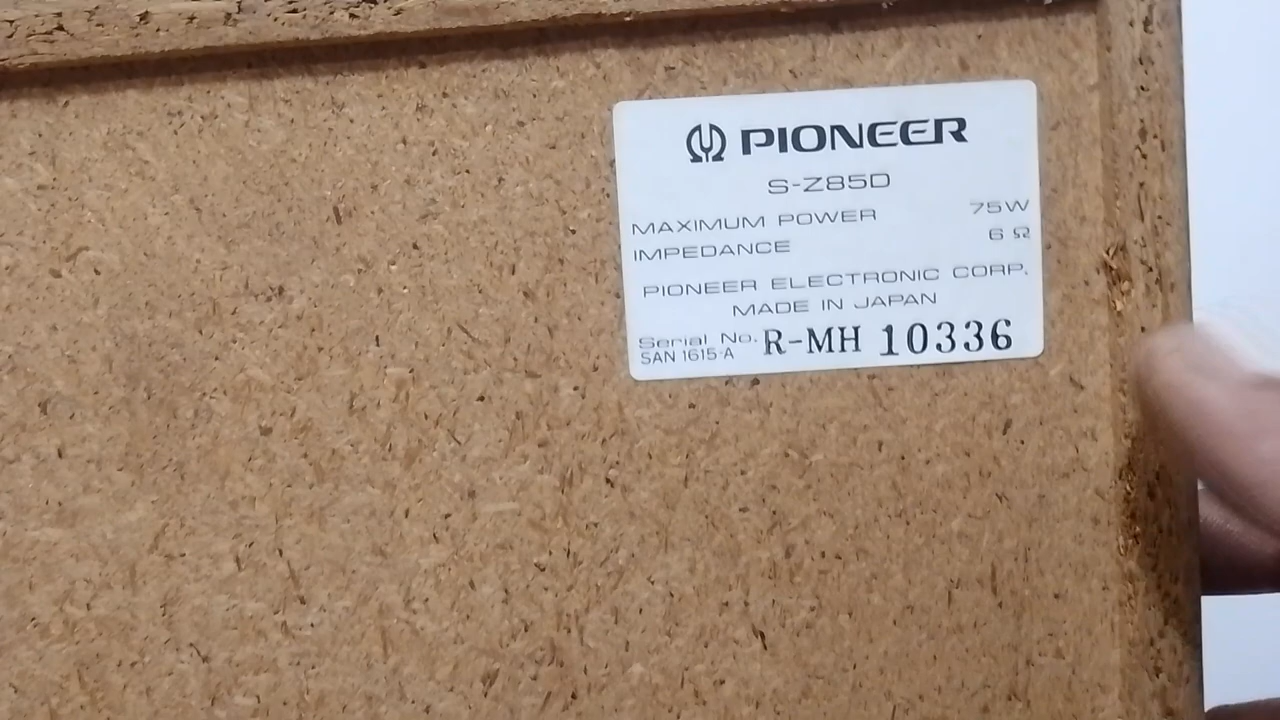 PIONEER
S-Z85D
MAXIMUM POWER 75W
IMPEDANCE 6 Ω
PIONEER ELECTRONIC CORP.
MADE IN JAPAN
Serial No. R-MH 10336
SAN 1615-A